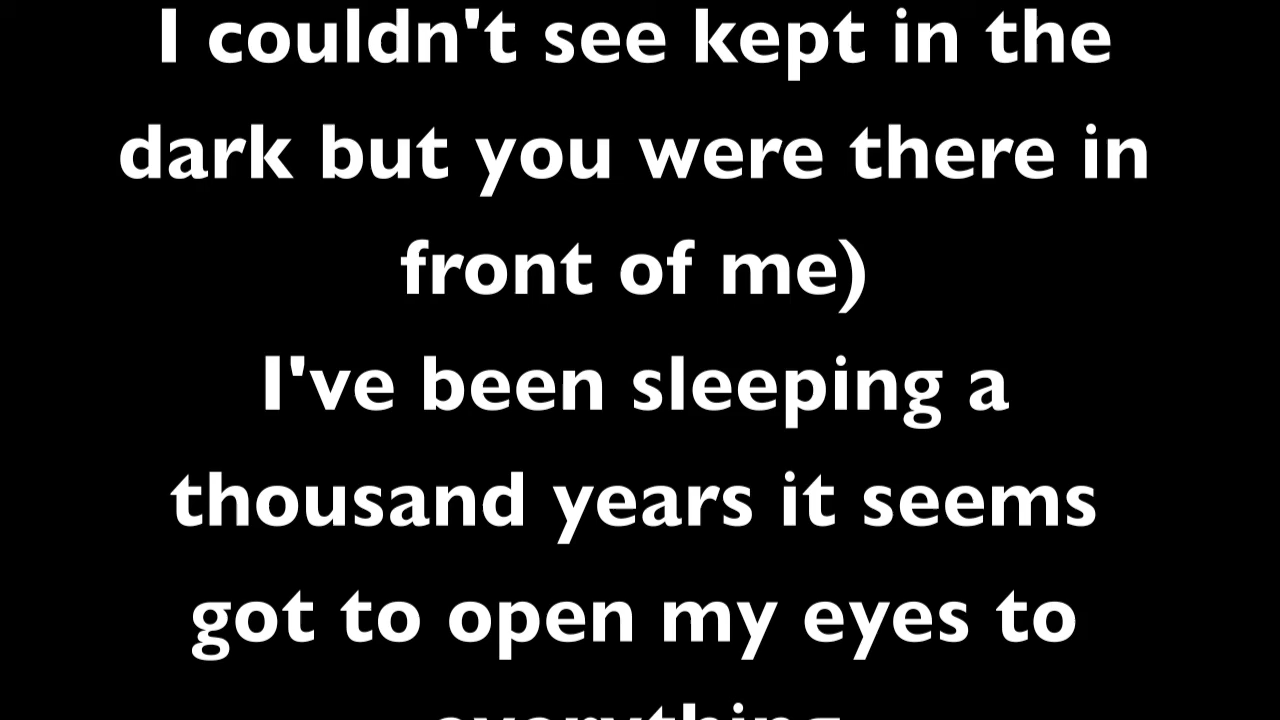 I couldn't see kept in the
dark but you were there in
front of me)
I've been sleeping a
thousand years it seems
got to open my eyes to
everything